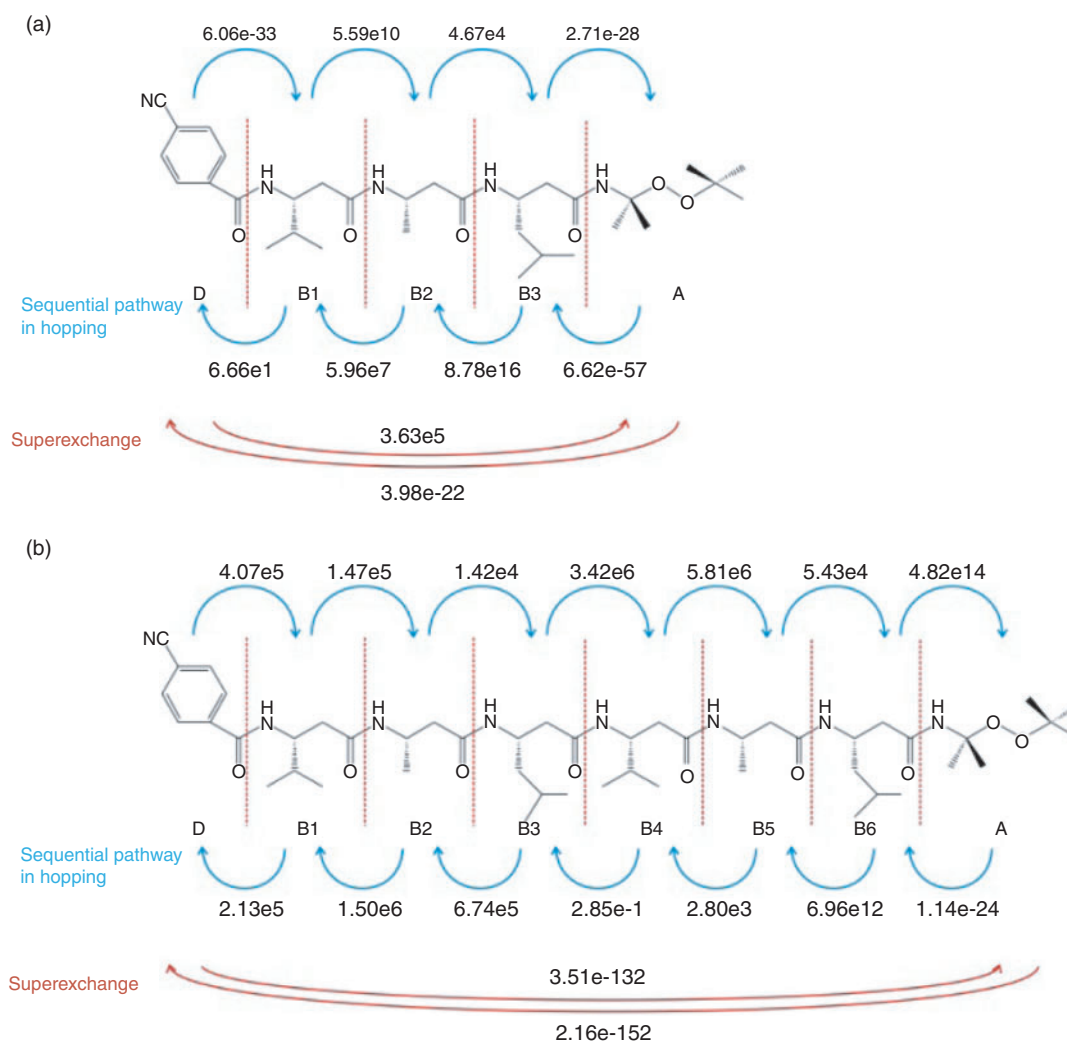 (a)
6.06e-33 5.59e10 4.67e4 2.71e-28
NC
H H H H
N N N N O
O
O O O O
D B1 B2 B3 A
Sequential pathway
in hopping
6.66e1 5.96e7 8.78e16 6.62e-57
Superexchange
3.63e5
3.98e-22
(b)
4.07e5 1.47e5 1.42e4 3.42e6 5.81e6 5.43e4 4.82e14
NC
H H H H H H H
N N N N N N N O
O
O O O O O O O
D B1 B2 B3 B4 B5 B6 A
Sequential pathway
in hopping
2.13e5 1.50e6 6.74e5 2.85e-1 2.80e3 6.96e12 1.14e-24
Superexchange
3.51e-132
2.16e-152